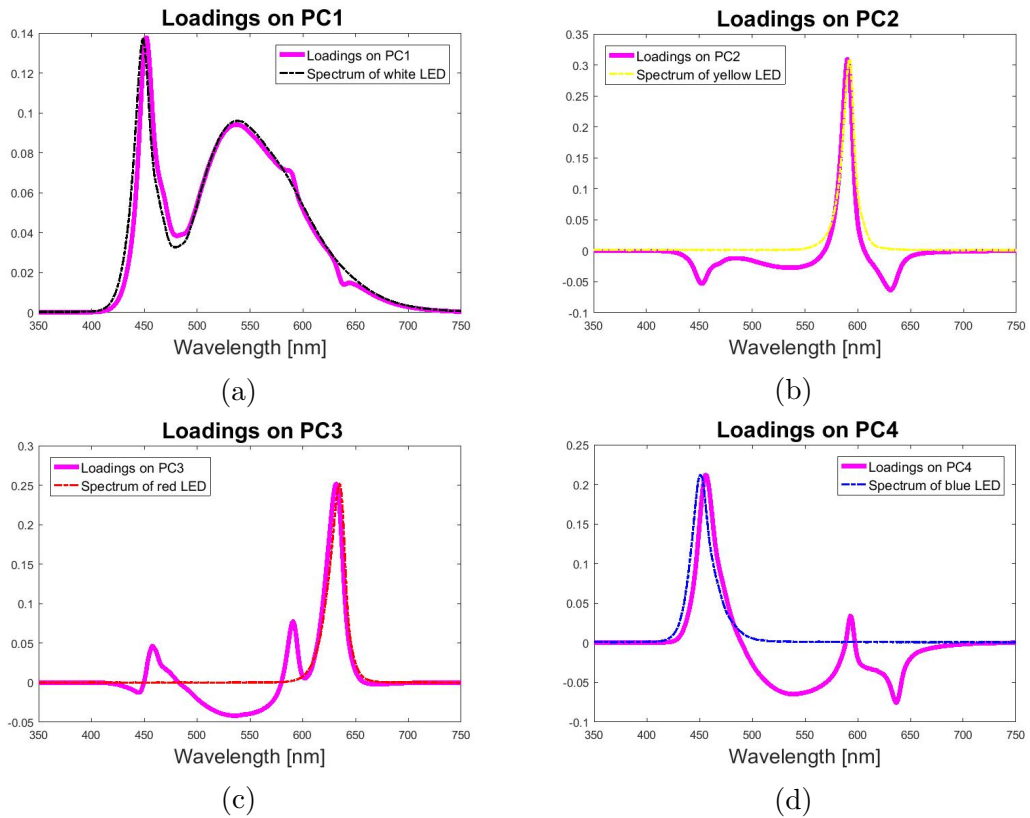 Loadings on PC1
0.14
0.12
0.1
0.08
0.06
0.04
0.02
0
Loadings on PC1
Spectrum of white LED
350 400 450 500 550 600 650 700 750
Wavelength [nm]
(a)
Loadings on PC2
0.35
0.3
0.25
0.2
0.15
0.1
0.05
0
-0.05
-0.1
Loadings on PC2
Spectrum of yellow LED
350 400 450 500 550 600 650 700 750
Wavelength [nm]
(b)
Loadings on PC3
0.3
0.25
0.2
0.15
0.1
0.05
0
-0.05
Loadings on PC3
Spectrum of red LED
350 400 450 500 550 600 650 700 750
Wavelength [nm]
(c)
Loadings on PC4
0.25
0.2
0.15
0.1
0.05
0
-0.05
-0.1
Loadings on PC4
Spectrum of blue LED
350 400 450 500 550 600 650 700 750
Wavelength [nm]
(d)